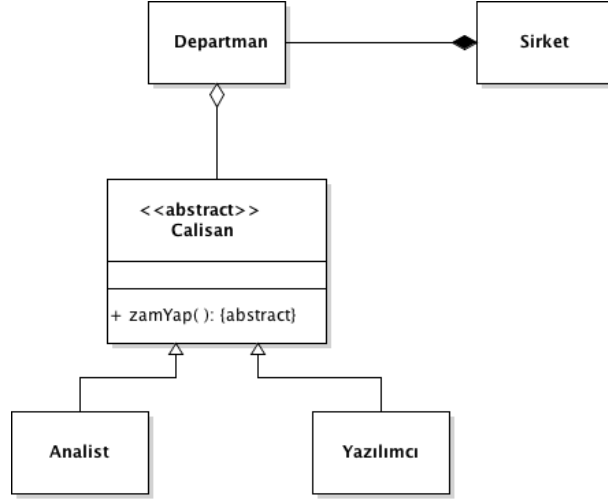 Departman
Sirket
<<abstract>>
Calisan
+ zamYap( ): {abstract}
Analist
Yazılımcı